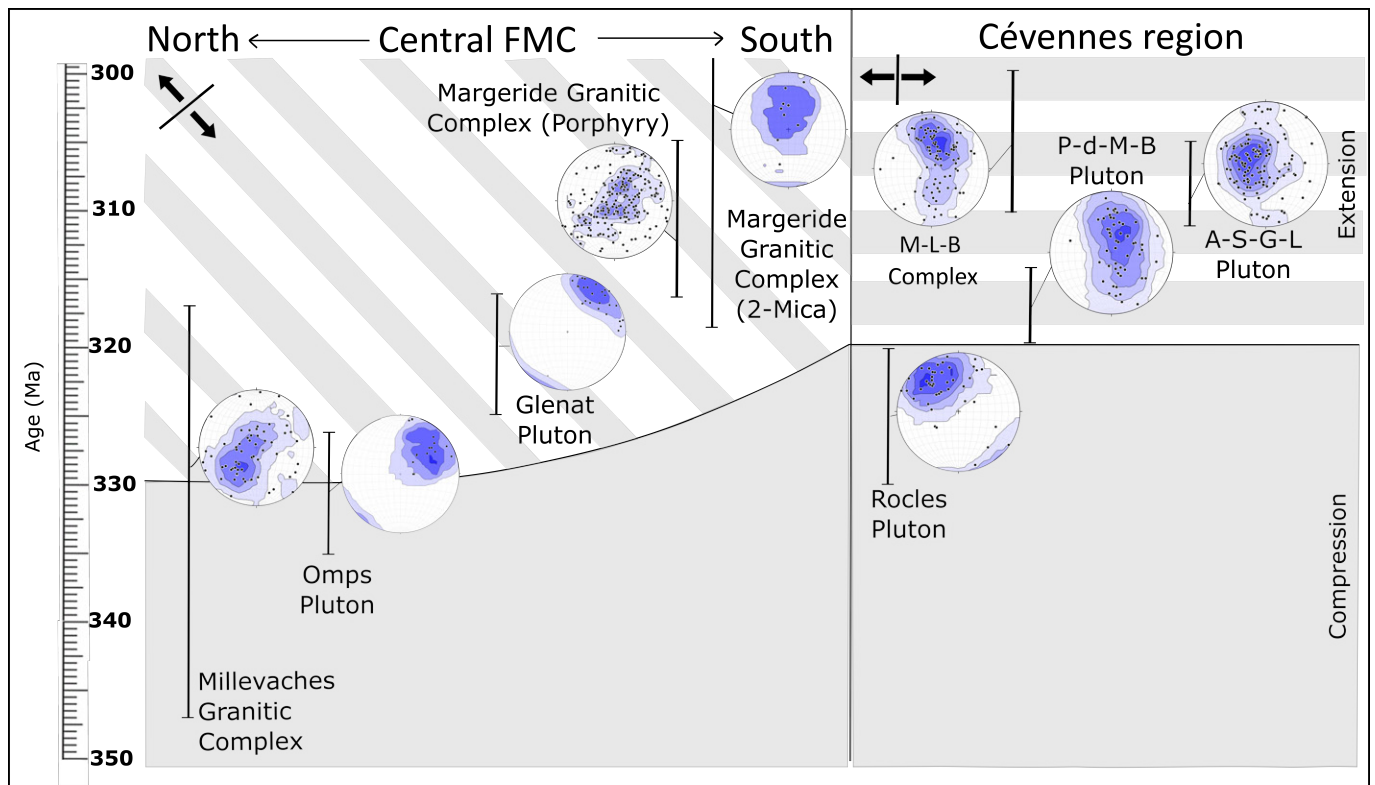 North
Central FMC
South
Cévennes region
Age (Ma)
300
310
320
330
340
350
Margeride Granitic
Complex (Porphyry)
Margeride
Granitic
Complex
(2-Mica)
Glenat
Pluton
Omps
Pluton
Millevaches
Granitic
Complex
M-L-B
Complex
P-d-M-B
Pluton
A-S-G-L
Pluton
Rocles
Pluton
Extension
Compression